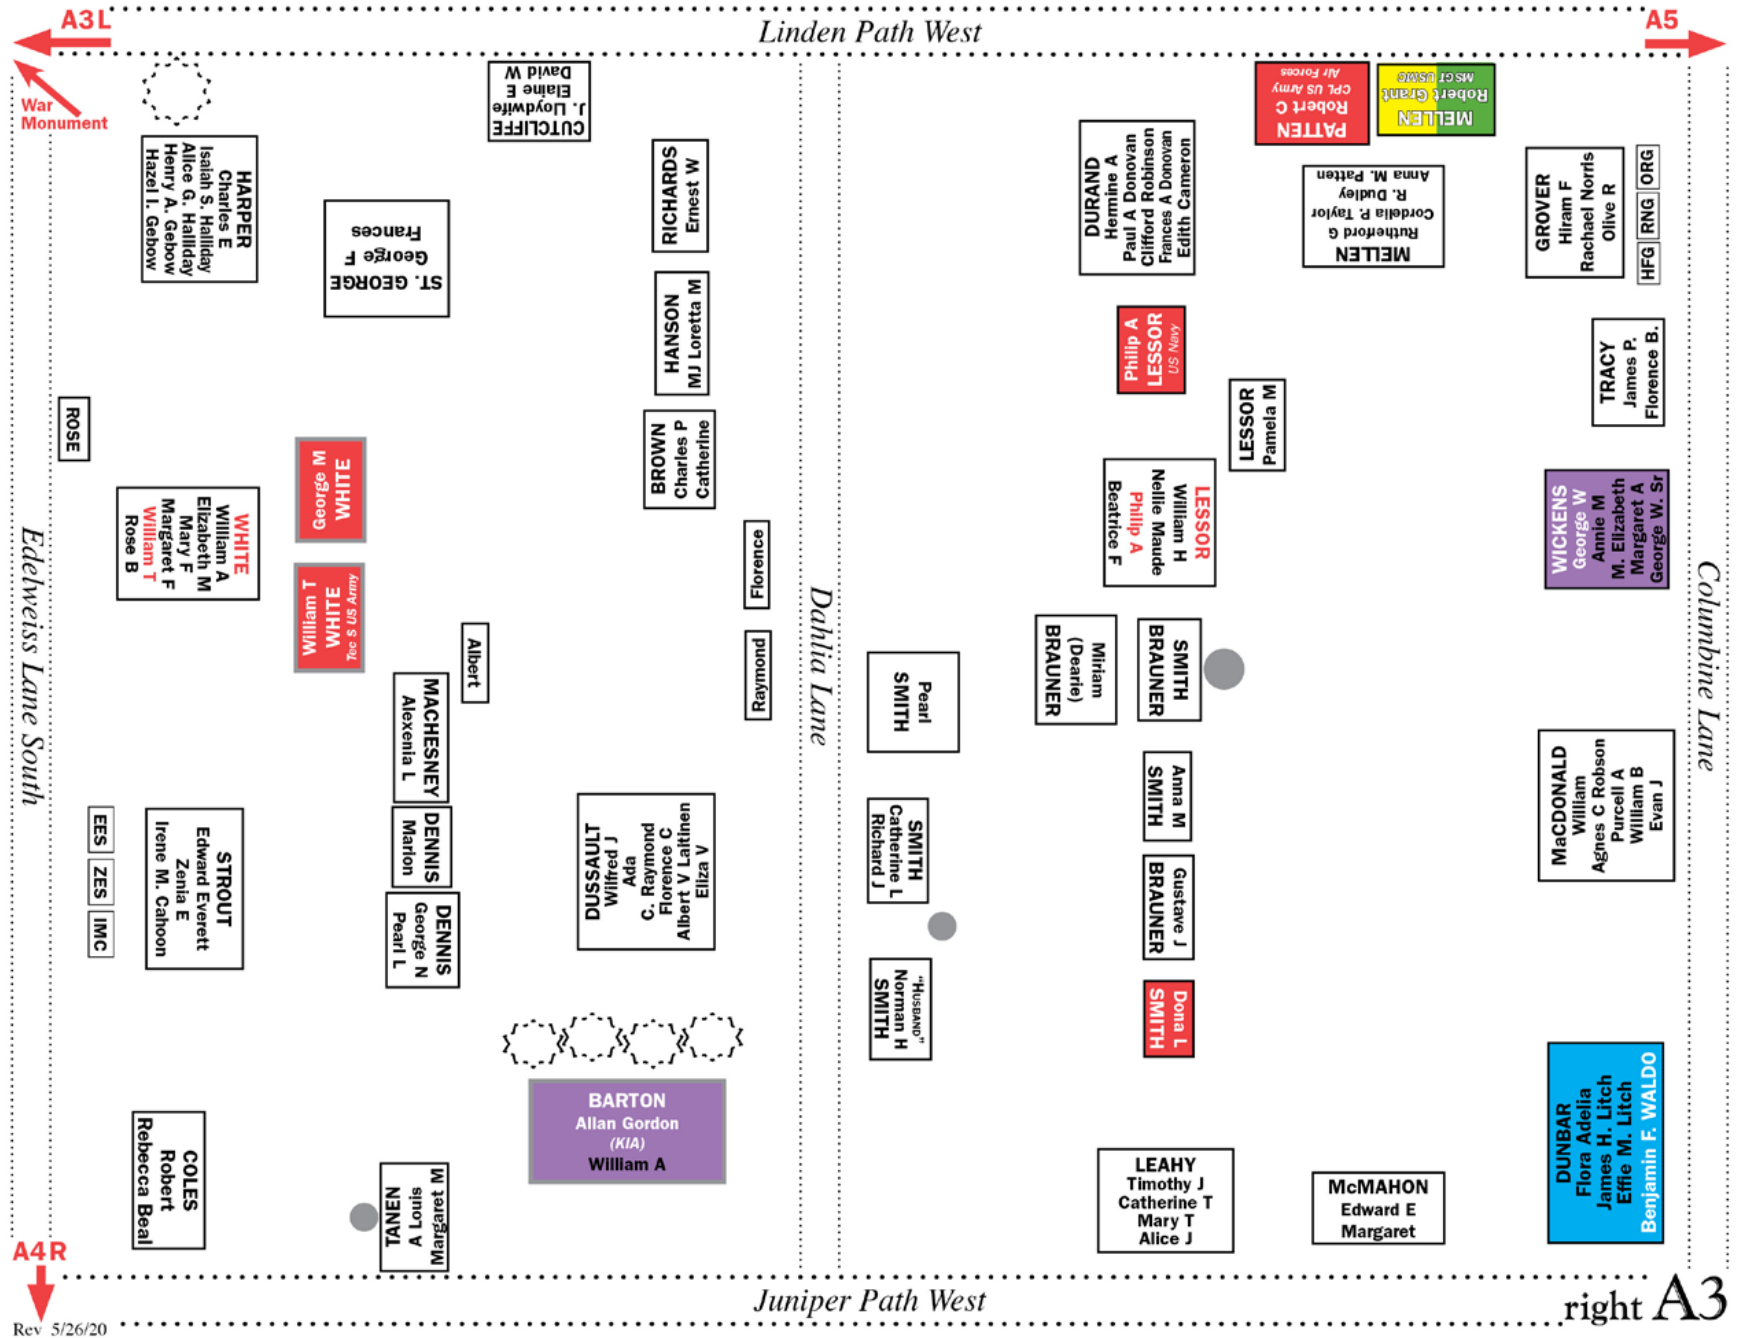 A3L
Linden Path West
A5
War
Monument
HARPER
Charles E
Isaiah S. Halliday
Alice G. Halliday
Henry A. Gebow
Hazel I. Gebow
ST. GEORGE
George F
Frances
CUTCLIFFE
J. Lloydwife
Elaine E
David W
RICHARDS
Ernest W
HANSON
MJ Loretta M
BROWN
Charles P
Catherine
ROSE
WHITE
William A
Elizabeth M
Mary F
Margaret F
William T
Rose B
George M
WHITE
William T
WHITE
Tec S US Army
Florence
Raymond
Albert
MACHESNEY
Alexenia L
DENNIS
Marion
DENNIS
George N
Pearl L
EES
ZES
IMC
STROUT
Edward Everett
Zenia E
Irene M. Cahoon
DUSSAULT
Wilfred J
Ada
C. Raymond
Florence C
Albert V Laitinen
Eliza V
BARTON
Allan Gordon
(KIA)
William A
COLES
Robert
Rebecca Beal
TANEN
A Louis
Margaret M
Edelweiss Lane South
Dahlia Lane
Columbine Lane
DURAND
Hermine A
Paul A Donovan
Clifford Robinson
Frances A Donovan
Edith Cameron
PATTEN
Robert C
CPL US Army
Air Forces
MELLEN
Robert Grant
MSGT USMC
MELLEN
Rutherford G
Cordelia P. Taylor
R. Dudley
Anna M. Patten
GROVER
Hiram F
Rachael Norris
Olive R
ORG
RNG
HFG
Philip A
LESSOR
US Navy
LESSOR
Pamela M
TRACY
James P.
Florence B.
LESSOR
William H
Nellie Maude
Philip A
Beatrice F
WICKENS
George W
Annie M
M. Elizabeth
Margaret A
George W. Sr
Miriam
(Dearie)
BRAUNER
SMITH
BRAUNER
Pearl
SMITH
Anna M
SMITH
SMITH
Catherine L
Richard J
Gustave J
BRAUNER
"HUSBAND"
Norman H
SMITH
Dona L
SMITH
MaCDONALD
William
Agnes C Robson
Purcell A
William B
Evan J
DUNBAR
Flora Adelia
James H. Litch
Effie M. Litch
Benjamin F. WALDO
LEAHY
Timothy J
Catherine T
Mary T
Alice J
McMAHON
Edward E
Margaret
A4R
Juniper Path West
right A3
Rev 5/26/20